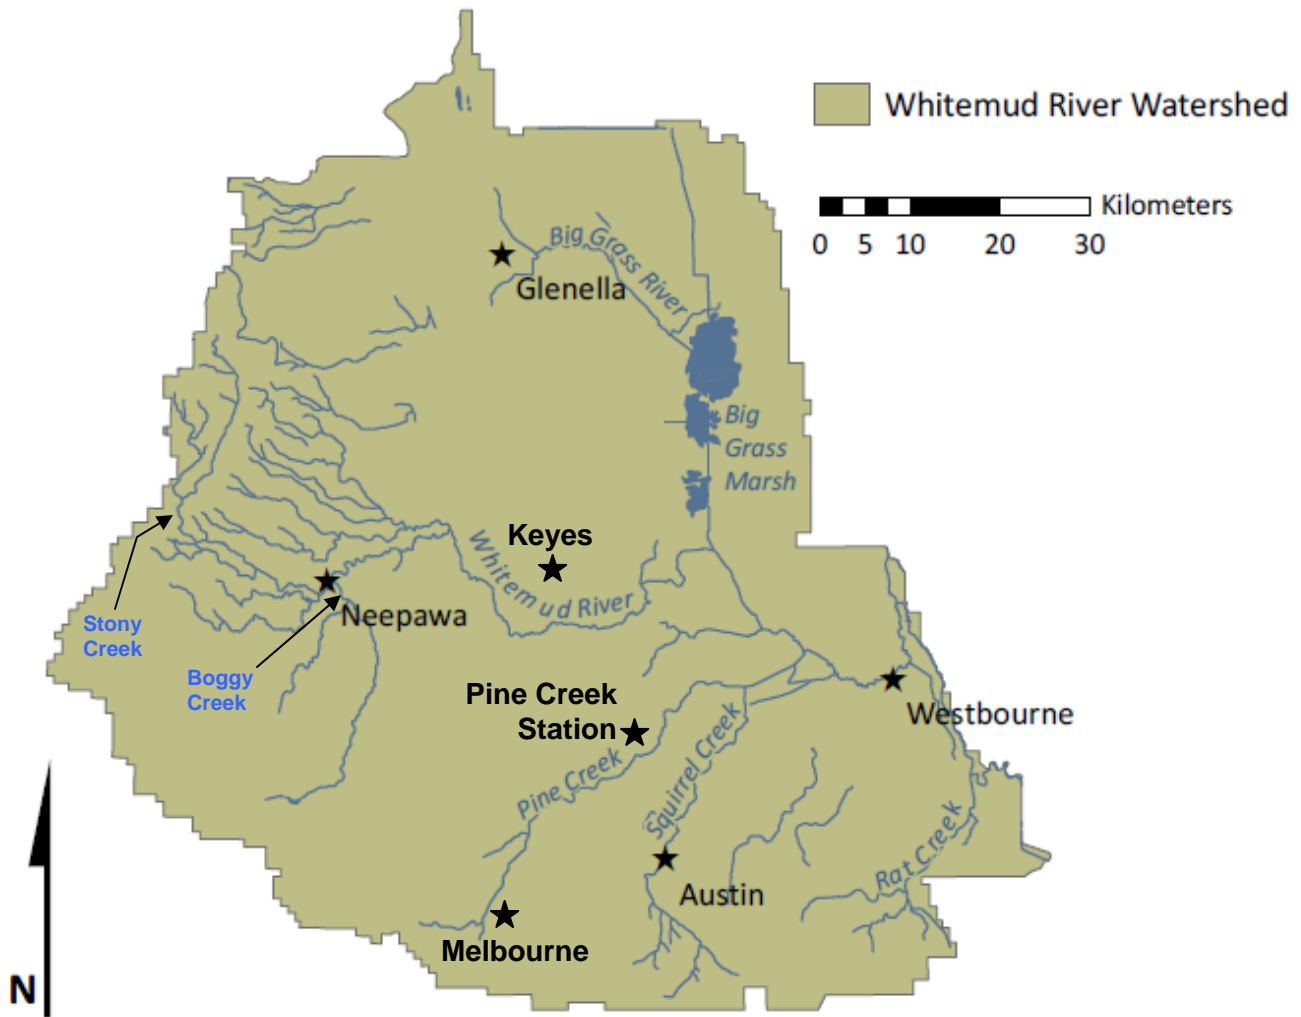 Whitemud River Watershed
Kilometers
0 5 10 20 30
Big Grass River
Glenella
Big
Grass
Marsh
Keyes
Whitemud River
Neepawa
Stony
Creek
Boggy
Creek
Pine Creek
Station
Westbourne
Pine Creek
Squirrel Creek
Rat Creek
Austin
Melbourne
N